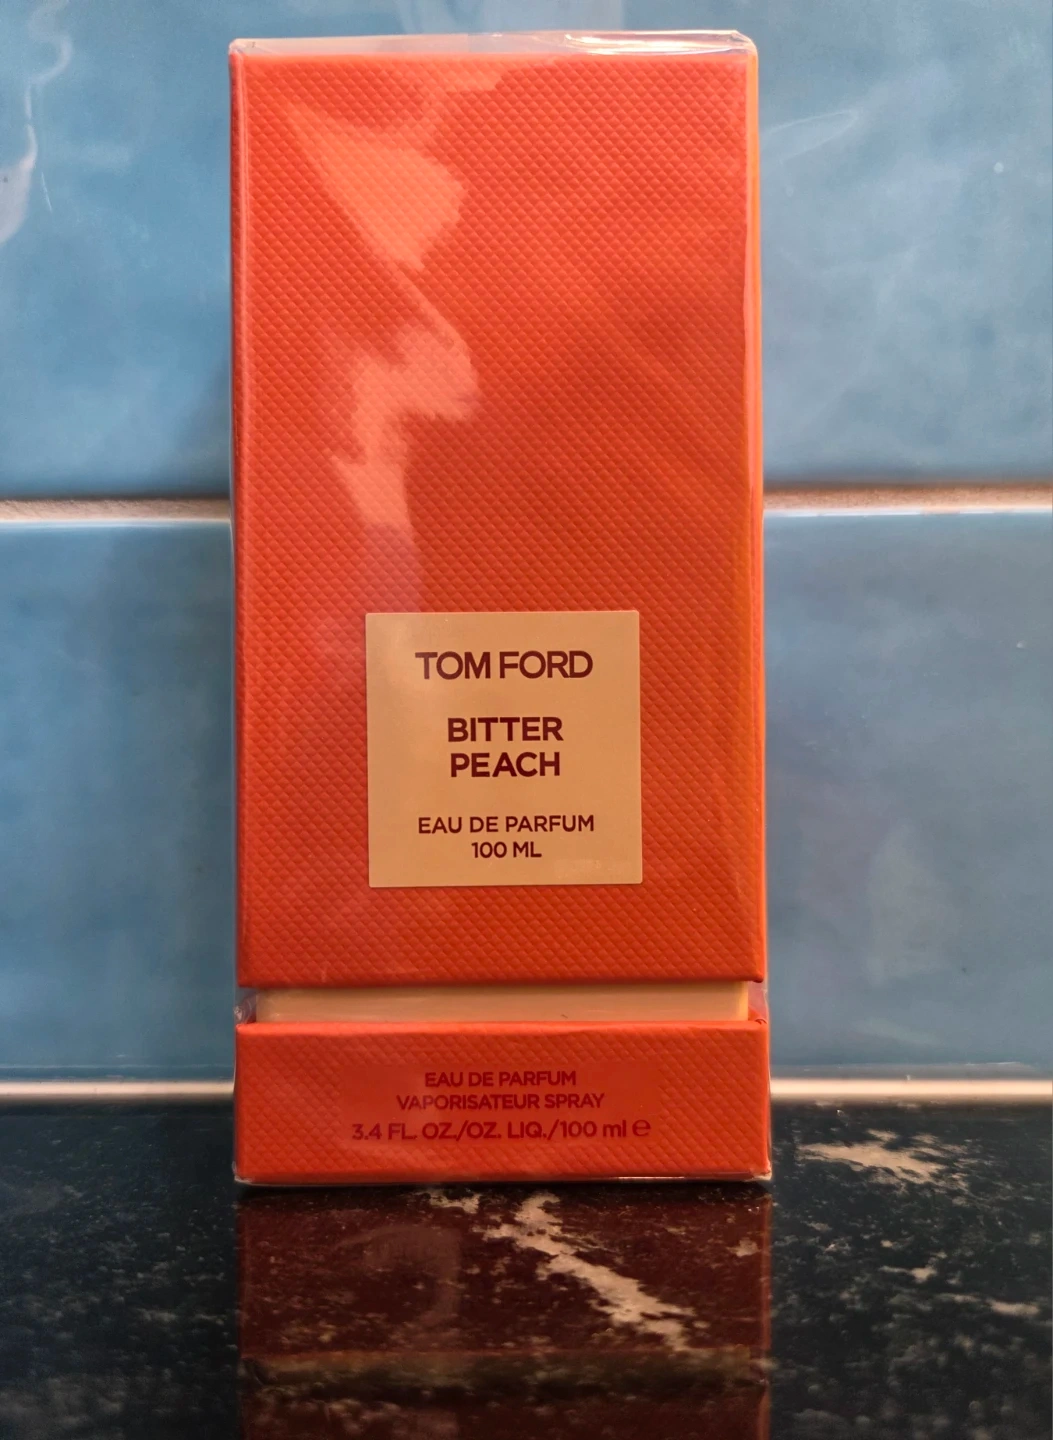 TOM FORD
BITTER
PEACH
EAU DE PARFUM
100 ML
EAU DE PARFUM
VAPORISATEUR SPRAY
3.4 FL. OZ./OZ. LIQ./100 ml ℮